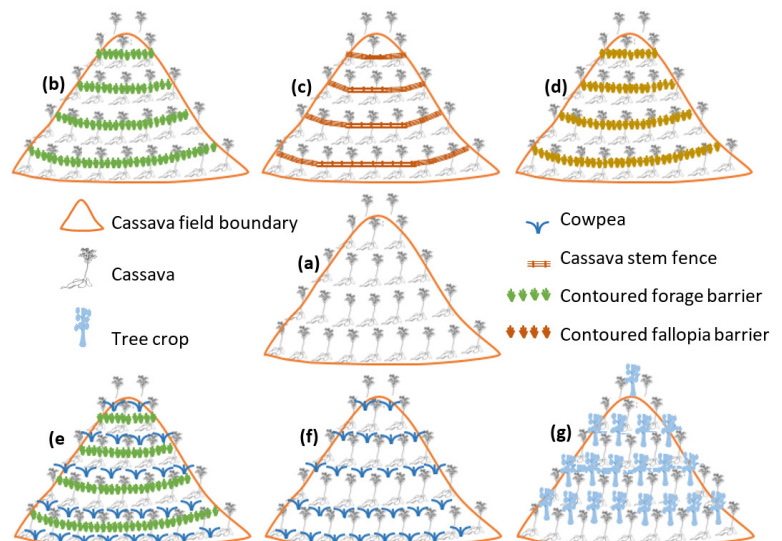 (b)
(c)
(d)
Cassava field boundary
Cassava
Tree crop
(a)
Cowpea
Cassava stem fence
Contoured forage barrier
Contoured fallopia barrier
(e
(f)
(g)